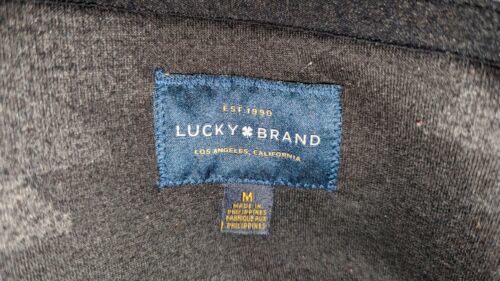 EST 1990
LUCKY BRAND
LOS ANGELES, CALIFORNIA
M
MADE IN
PHILIPPINES
FABRIQUÉ AUX
PHILIPPINES